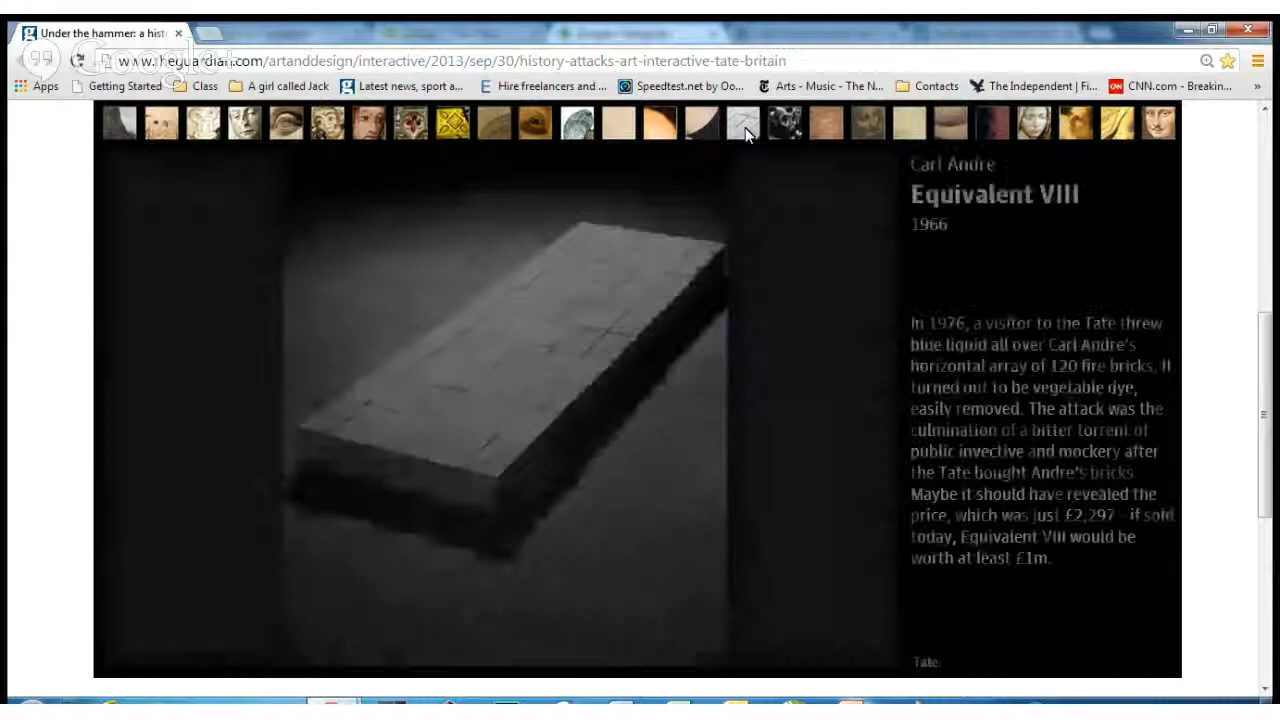 Under the hammer: a hist
Google+
www.theguardian.com/artanddesign/interactive/2013/sep/30/history-attacks-art-interactive-tate-britain
Apps Getting Started Class A girl called Jack Latest news, sport a... Hire freelancers and ... Speedtest.net by Oo... Arts - Music - The N... Contacts The Independent | Fi... CNN.com - Breakin... »
Carl Andre
Equivalent VIII
1966
In 1976, a visitor to the Tate threw
blue liquid all over Carl Andre's
horizontal array of 120 fire bricks, It
turned out to be vegetable dye,
easily removed. The attack was the
culmination of a bitter torrent of
public invective and mockery after
the Tate bought Andre's bricks.
Maybe it should have revealed the
price, which was just £2,297 - if sold
today, Equivalent VIII would be
worth at least £1m.
Tate